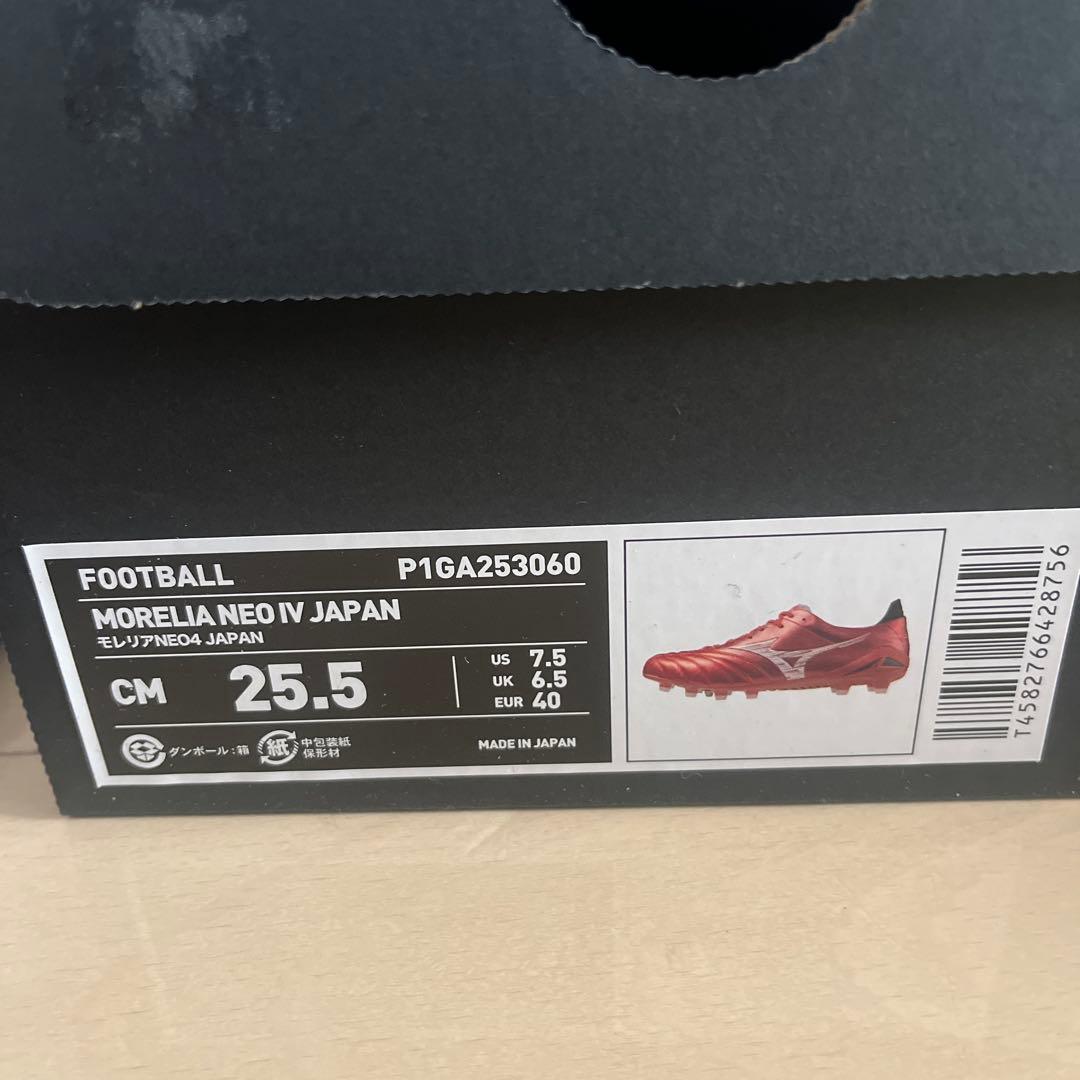 FOOTBALL P1GA253060
MORELIA NEO IV JAPAN
モレリアNEO4 JAPAN
CM 25.5
US 7.5
UK 6.5
EUR 40
ダンボール:箱
紙 中包装紙
保形材
MADE IN JAPAN
T4582766428756